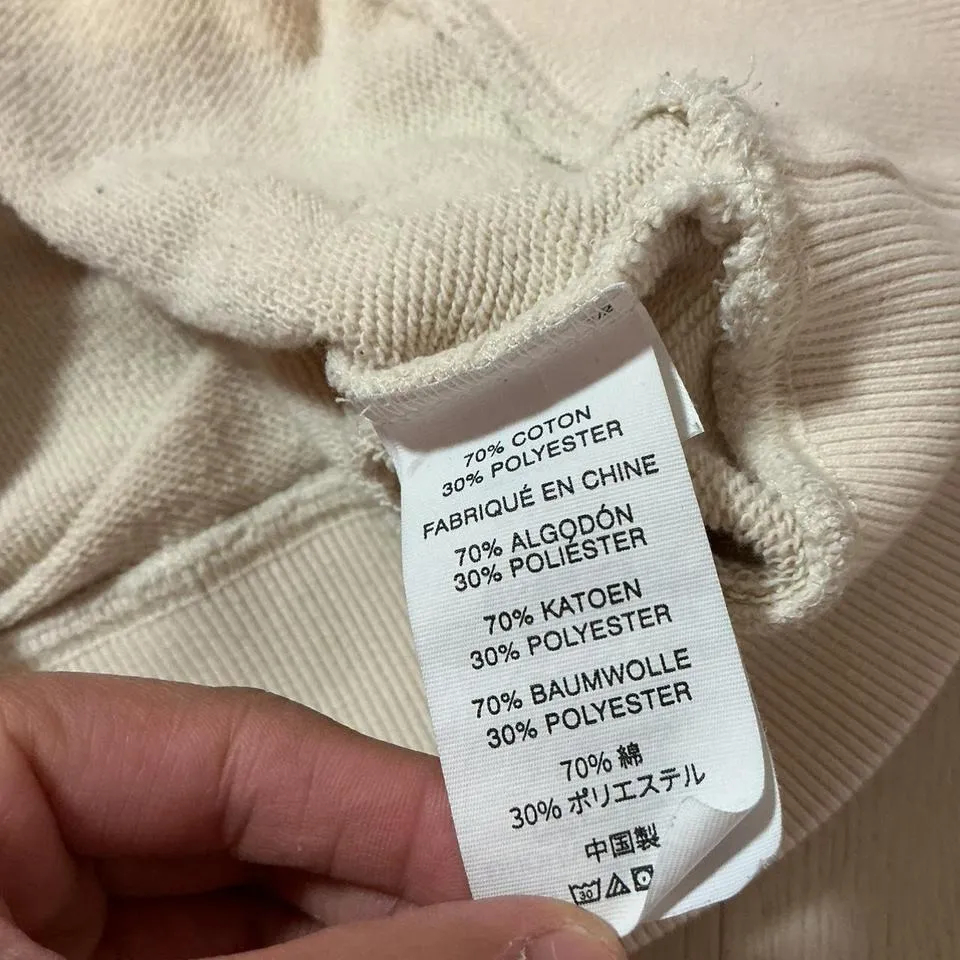 70% COTON
30% POLYESTER
FABRIQUÉ EN CHINE
70% ALGODÓN
30% POLIÉSTER
70% KATOEN
30% POLYESTER
70% BAUMWOLLE
30% POLYESTER
70% 綿
30% ポリエステル
中国製
30